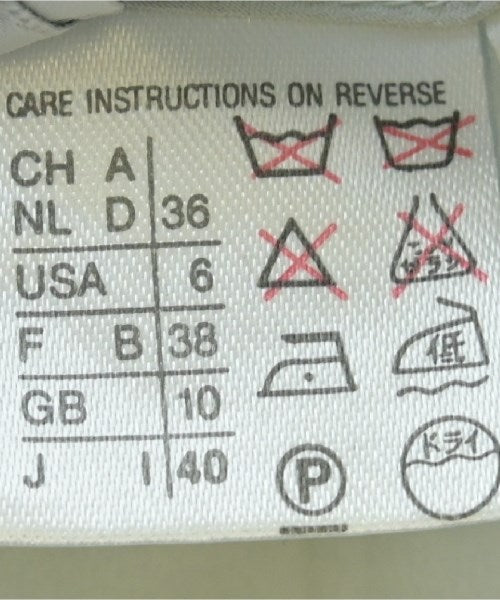 CARE INSTRUCTIONS ON REVERSE
CH A
NL D 36
USA 6
F B 38
GB 10
J I 40
低
P
ドライ